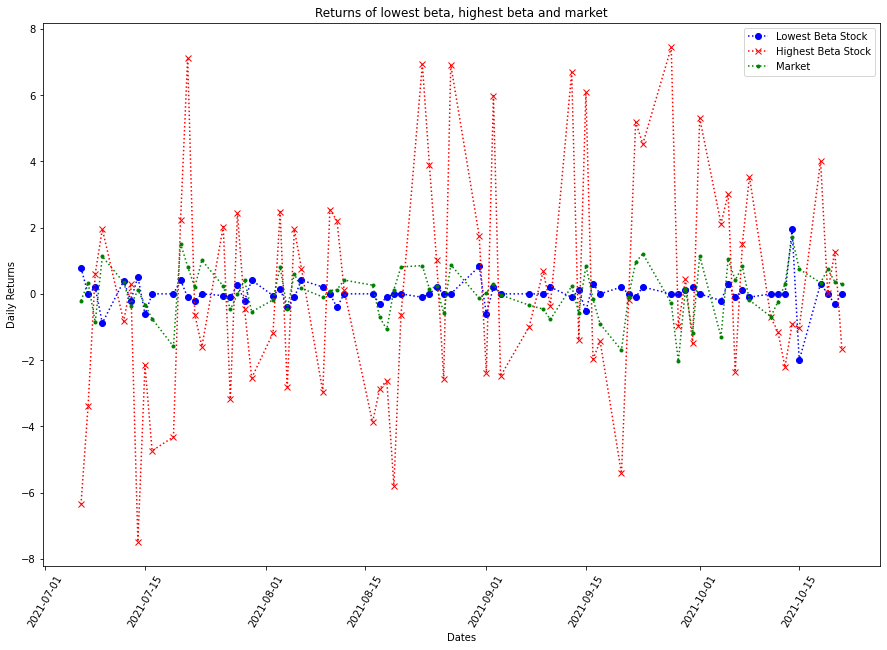 Returns of lowest beta, highest beta and market
Lowest Beta Stock
Highest Beta Stock
Market
8
6
4
2
0
−2
−4
−6
−8
Daily Returns
2021-07-01
2021-07-15
2021-08-01
2021-08-15
2021-09-01
2021-09-15
2021-10-01
2021-10-15
Dates